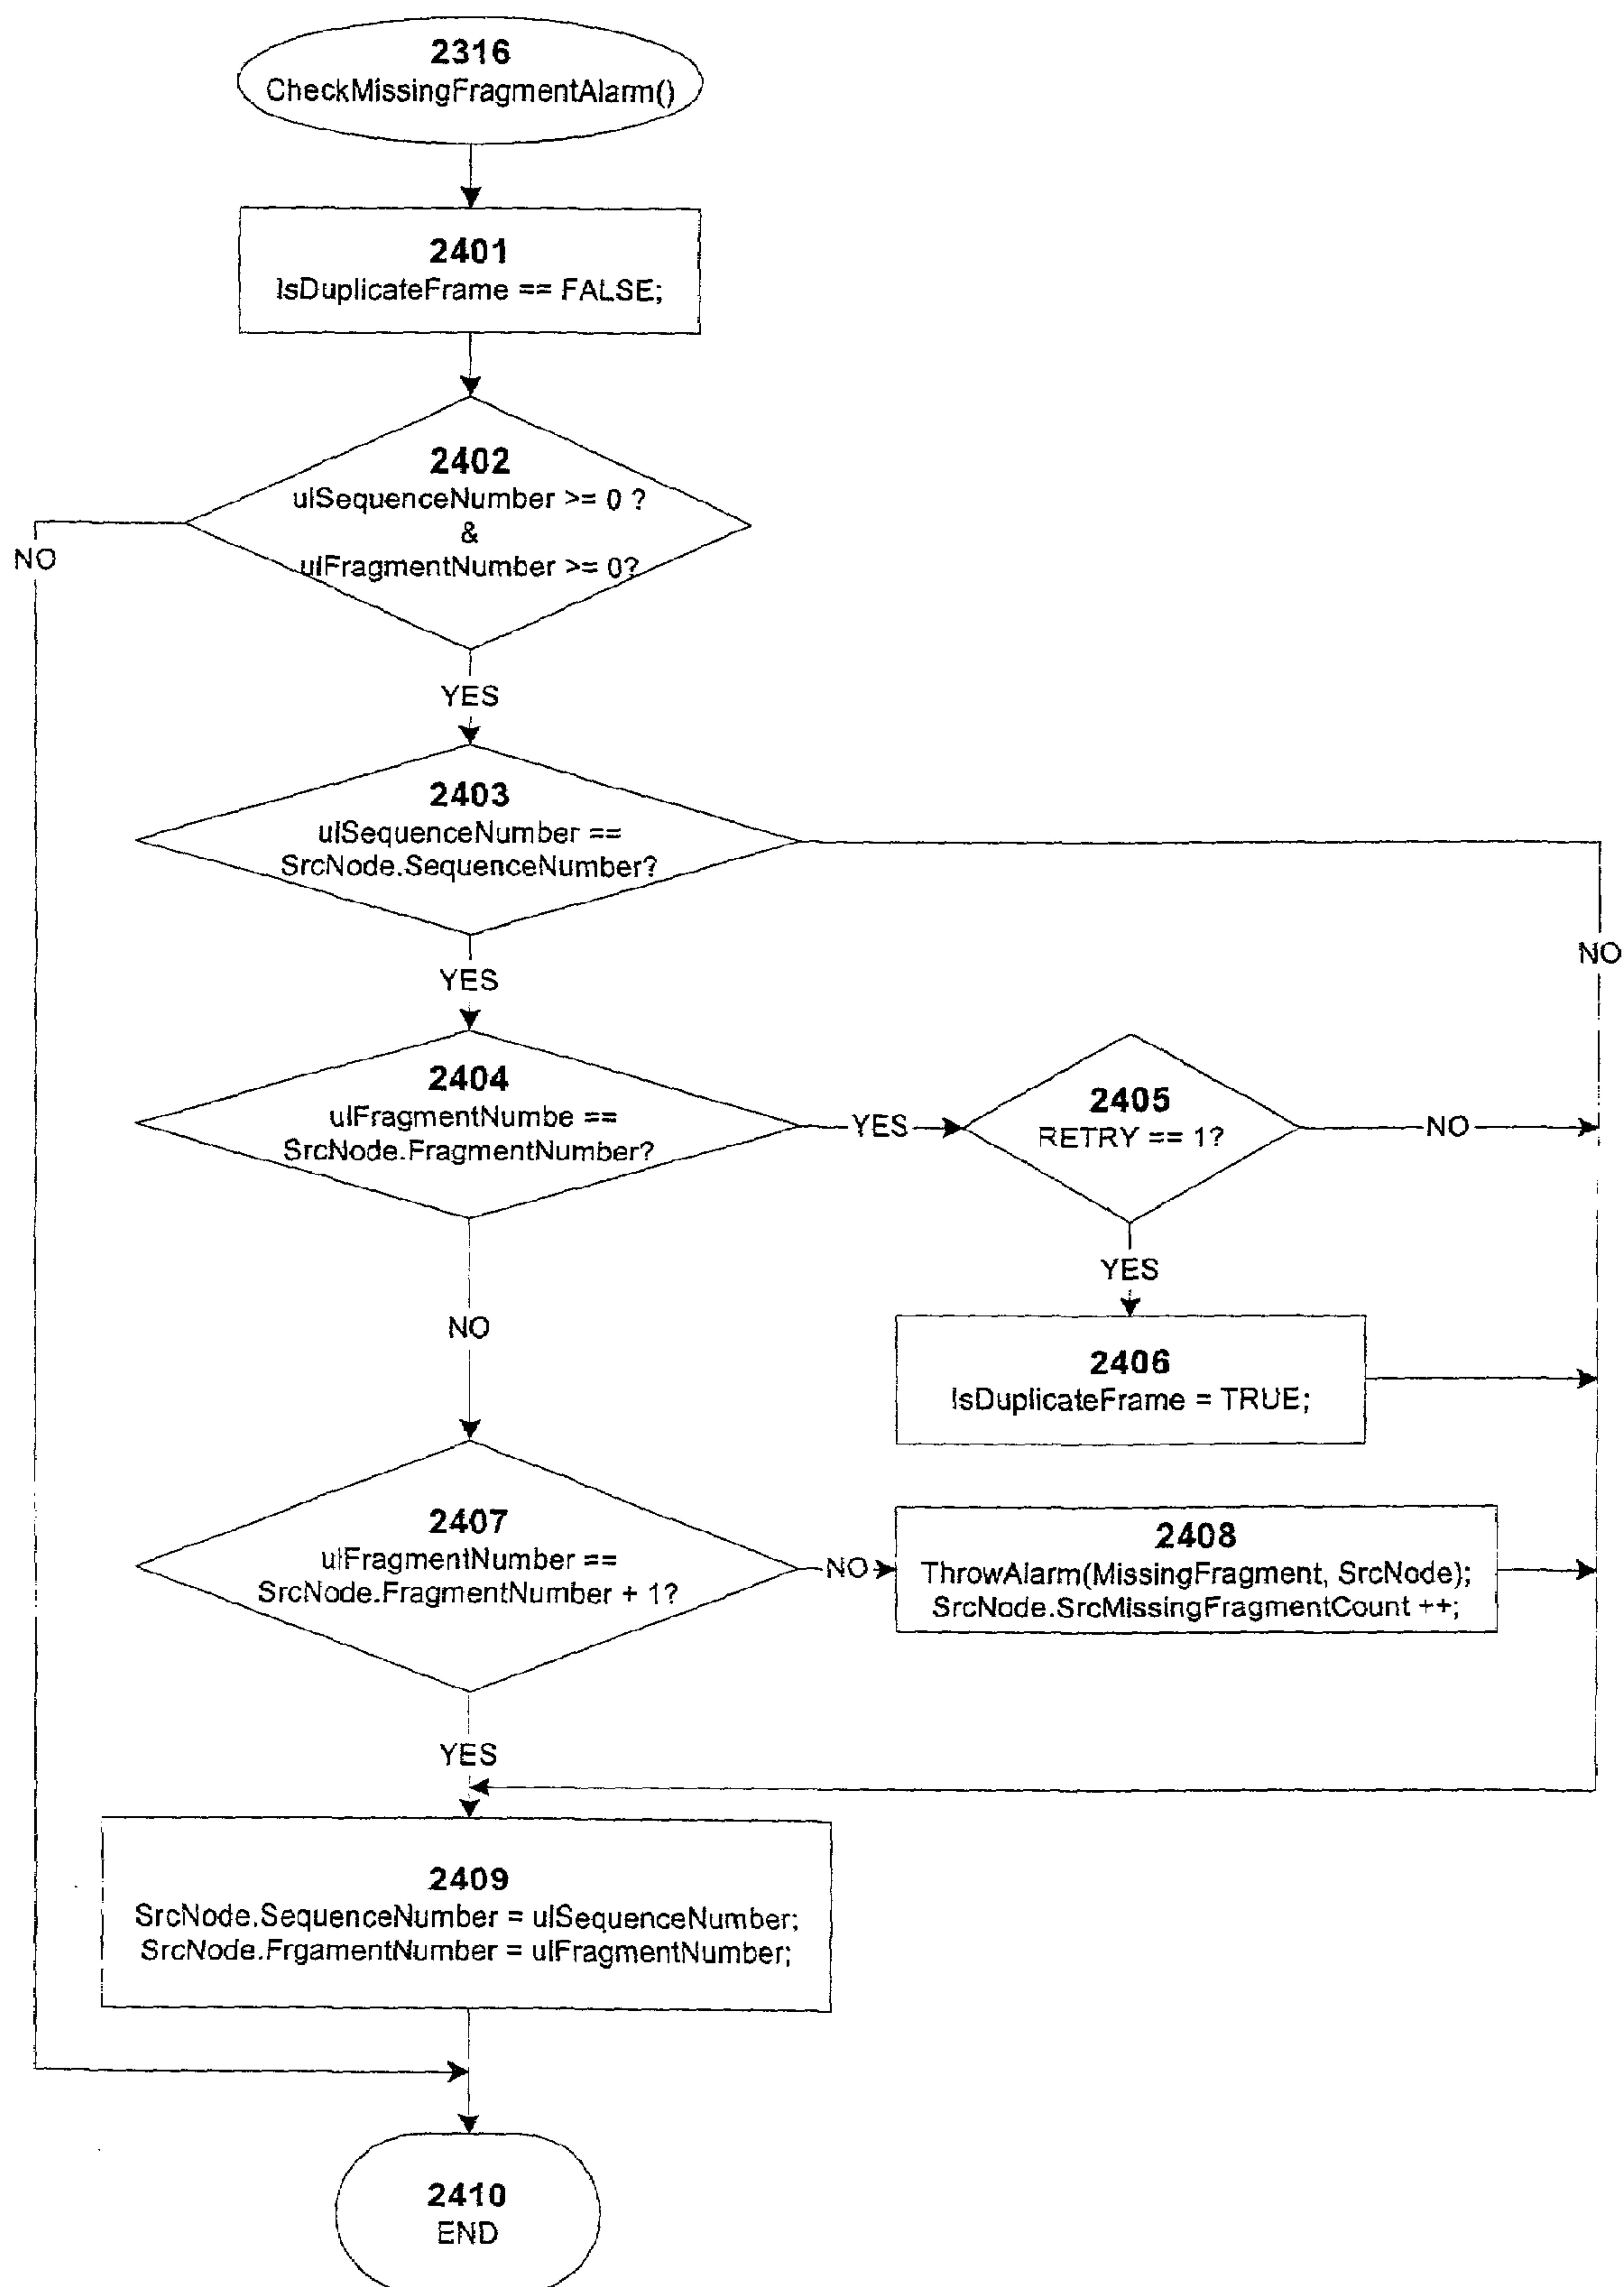 2316
CheckMissingFragmentAlarm()
2401
IsDuplicateFrame == FALSE;
2402
ulSequenceNumber >= 0 ?
&
ulFragmentNumber >= 0?
NO
YES
2403
ulSequenceNumber ==
SrcNode.SequenceNumber?
NO
YES
2404
ulFragmentNumbe ==
SrcNode.FragmentNumber?
YES
2405
RETRY == 1?
NO
YES
NO
2406
IsDuplicateFrame = TRUE;
2407
ulFragmentNumber ==
SrcNode.FragmentNumber + 1?
NO
2408
ThrowAlarm(MissingFragment, SrcNode);
SrcNode.SrcMissingFragmentCount ++;
YES
2409
SrcNode.SequenceNumber = ulSequenceNumber;
SrcNode.FrgamentNumber = ulFragmentNumber;
2410
END